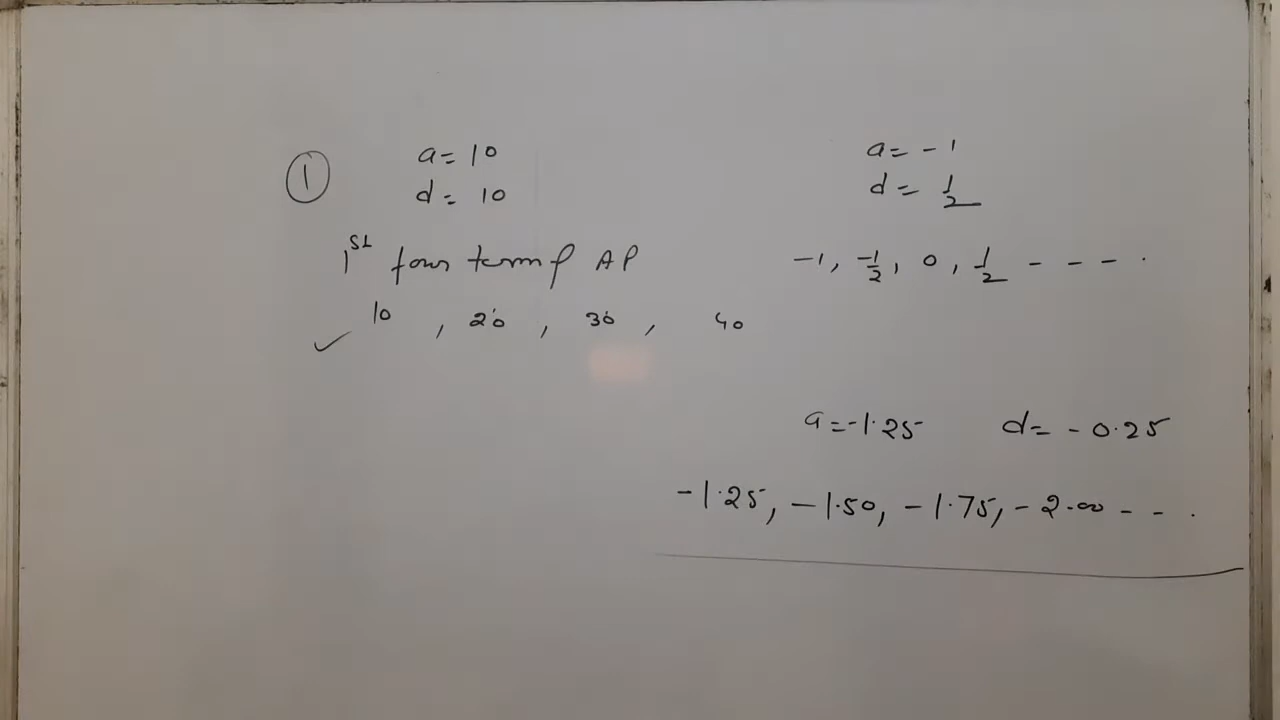 ① a = 10
d = 10
1st four term of AP
10, 20, 30, 40
a = -1
d = 1/2
-1, -1/2, 0, 1/2 - - - .
a = -1.25 d = -0.25
-1.25, -1.50, -1.75, -2.00 - - .